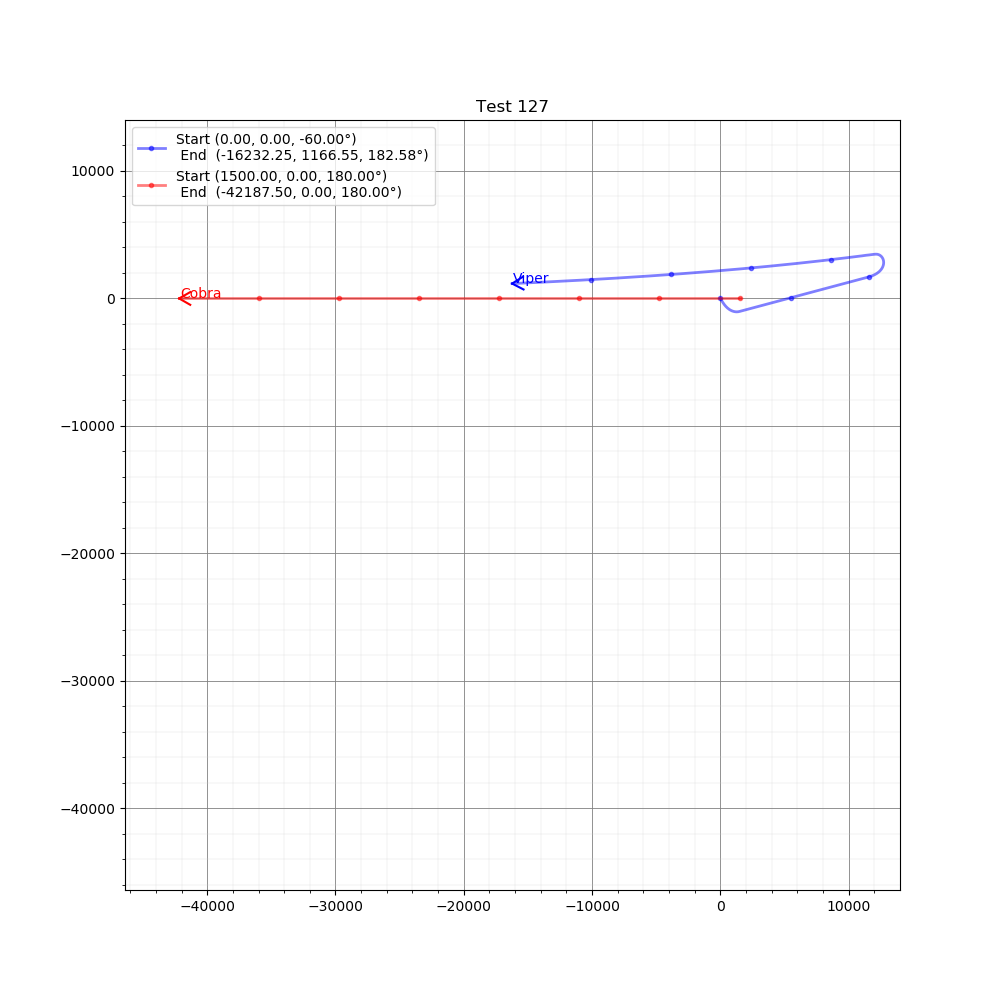 Test 127
Start (0.00, 0.00, -60.00°)
End  (-16232.25, 1166.55, 182.58°)
Start (1500.00, 0.00, 180.00°)
End  (-42187.50, 0.00, 180.00°)
10000
0
−10000
−20000
−30000
−40000
Viper
Cobra
−40000
−30000
−20000
−10000
0
10000